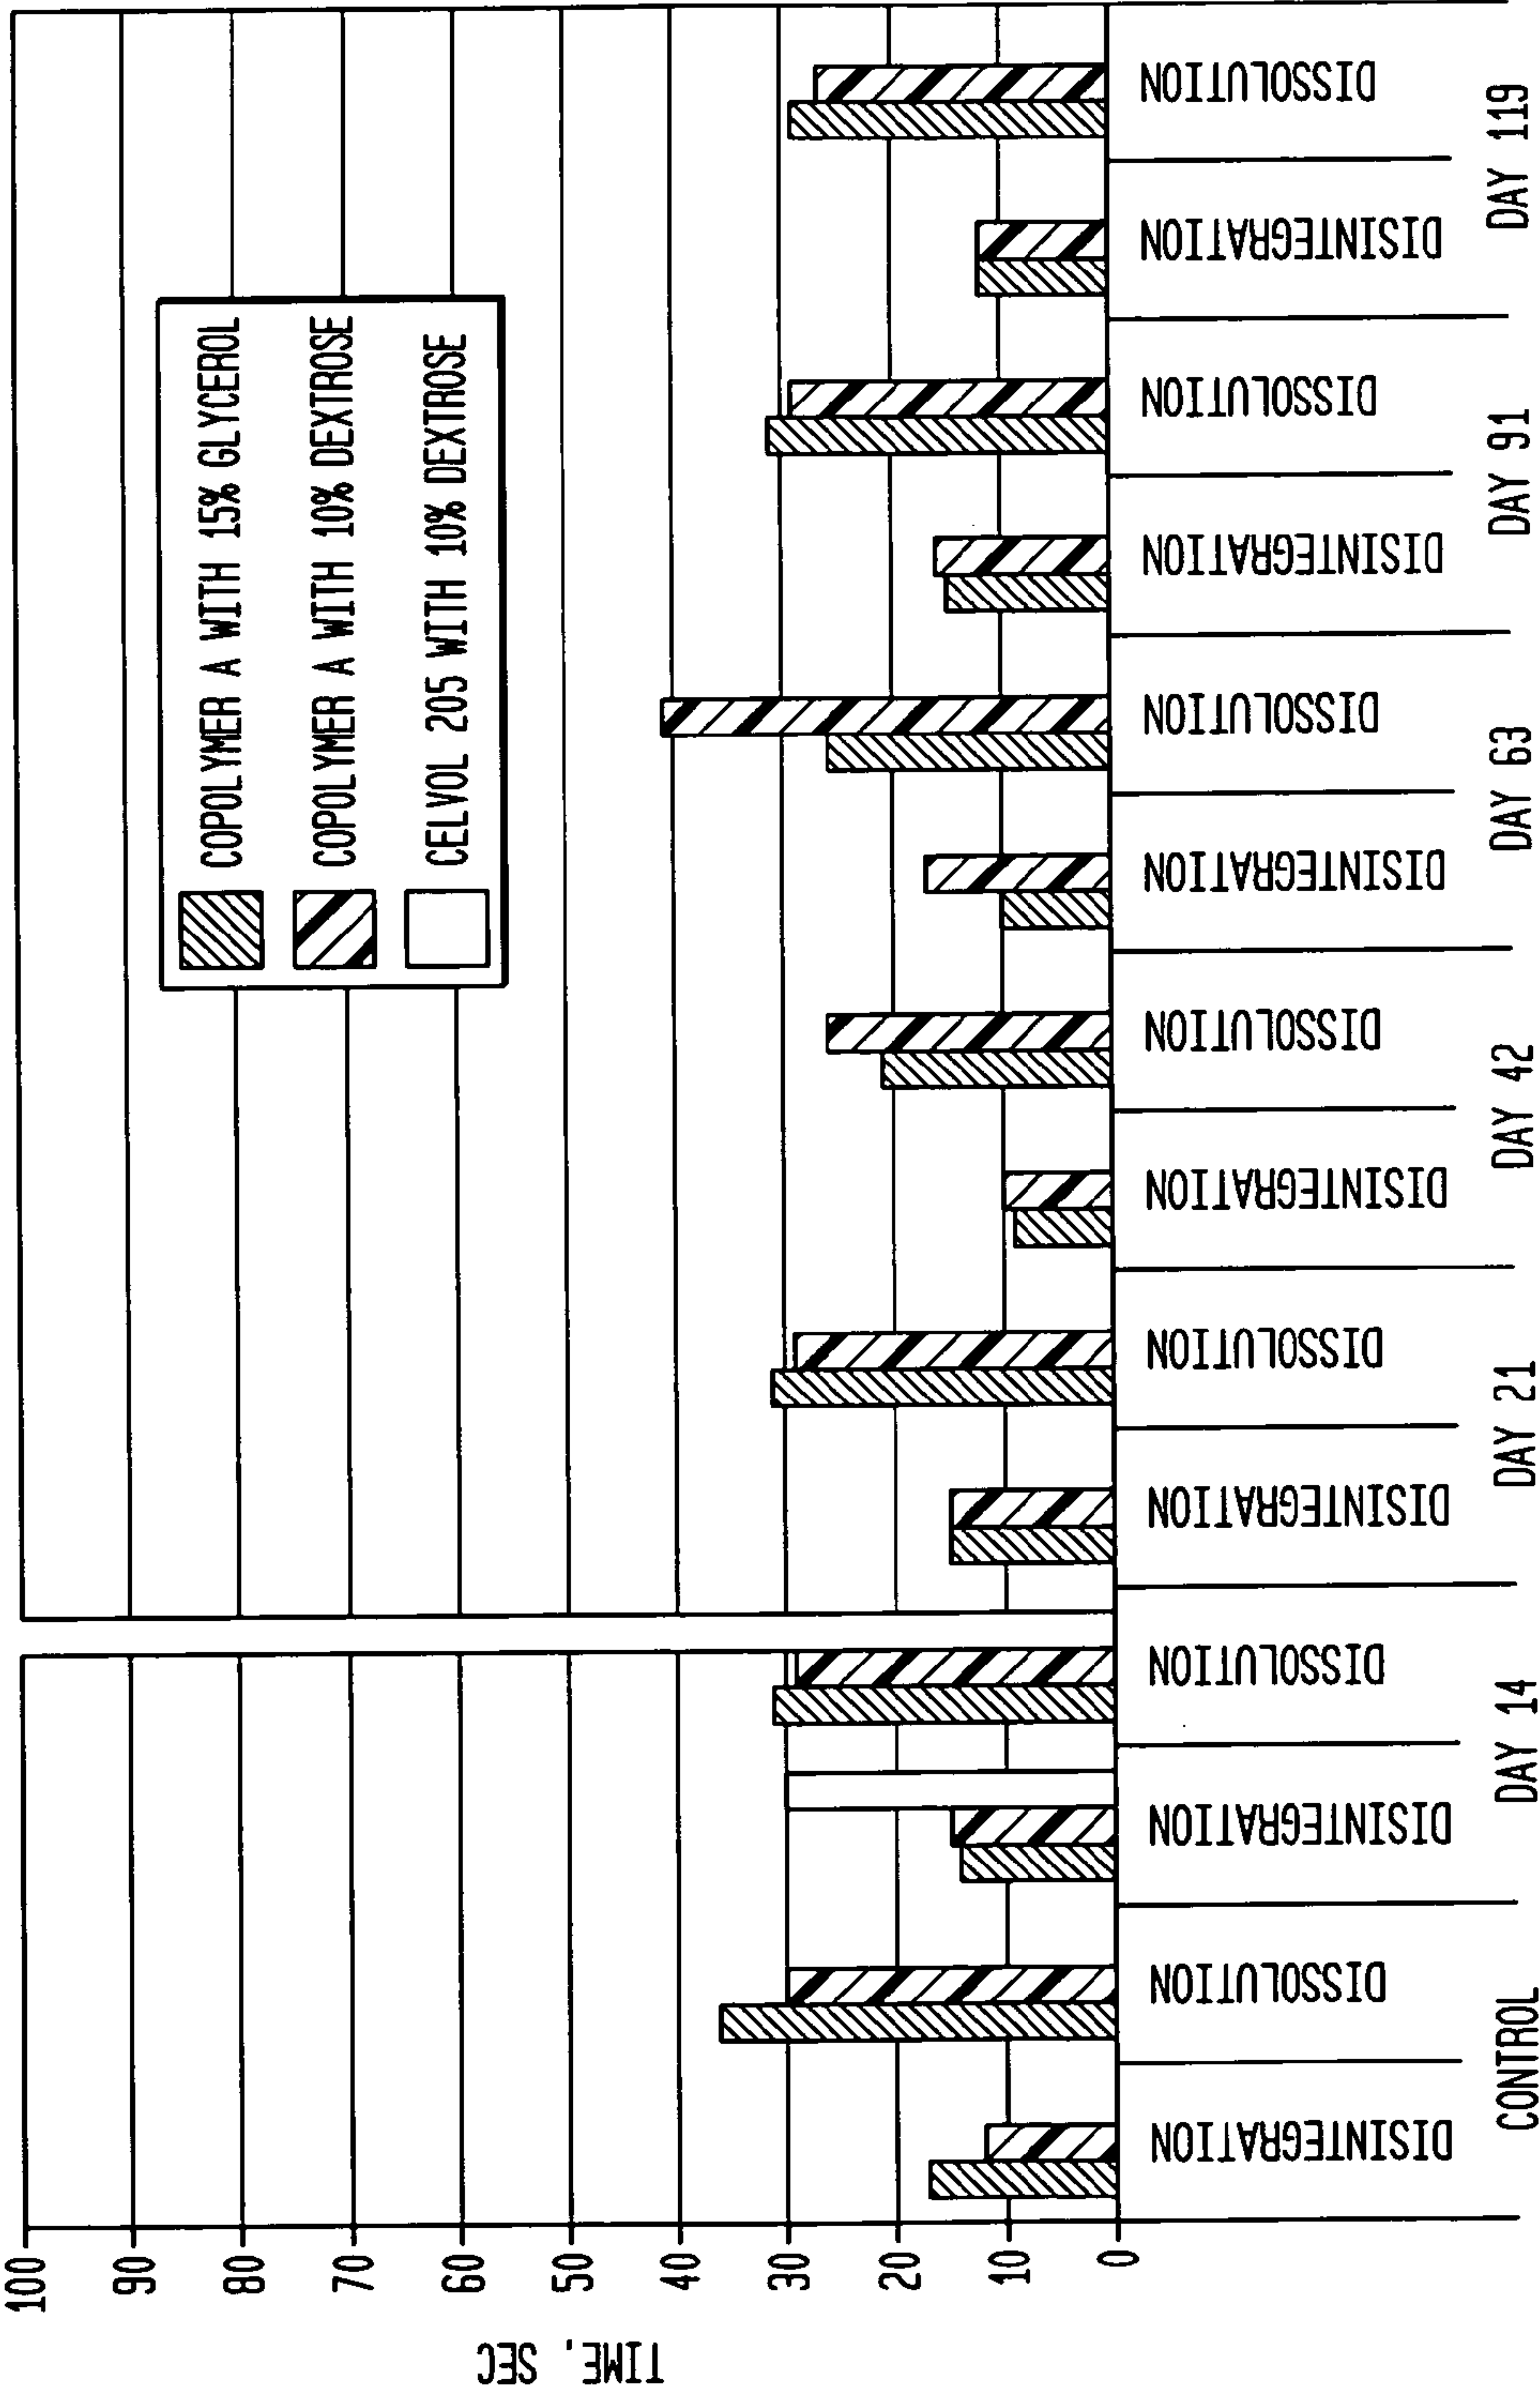 TIME, SEC
100
90
80
70
60
50
40
30
20
10
0
COPOLYMER A WITH 15% GLYCEROL
COPOLYMER A WITH 10% DEXTROSE
CELVOL 205 WITH 10% DEXTROSE
DISINTEGRATION
DISSOLUTION
DISINTEGRATION
DISSOLUTION
DISINTEGRATION
DISSOLUTION
DISINTEGRATION
DISSOLUTION
DISINTEGRATION
DISSOLUTION
DISINTEGRATION
DISSOLUTION
DISINTEGRATION
DISSOLUTION
CONTROL
DAY 14
DAY 21
DAY 42
DAY 63
DAY 91
DAY 119